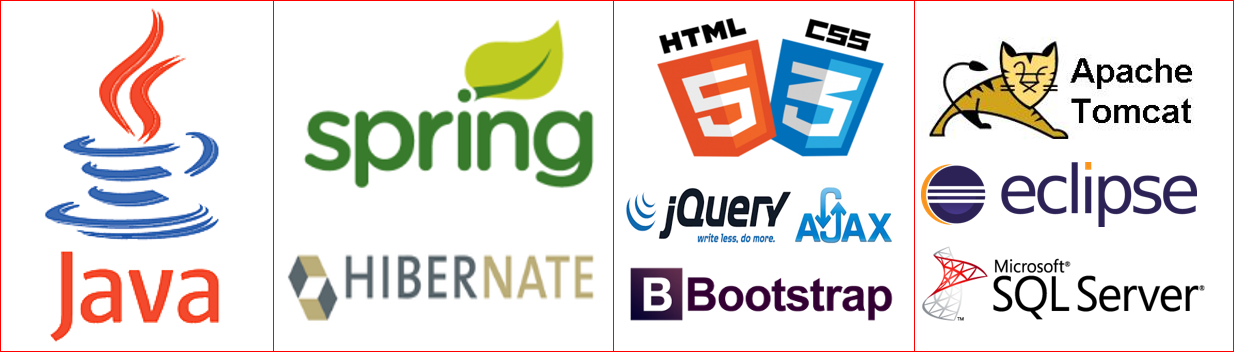 Java
spring
HIBERNATE
HTML
5
CSS
3
jQuery
write less, do more.
AJAX
B Bootstrap
Apache
Tomcat
eclipse
Microsoft®
SQL Server®
™